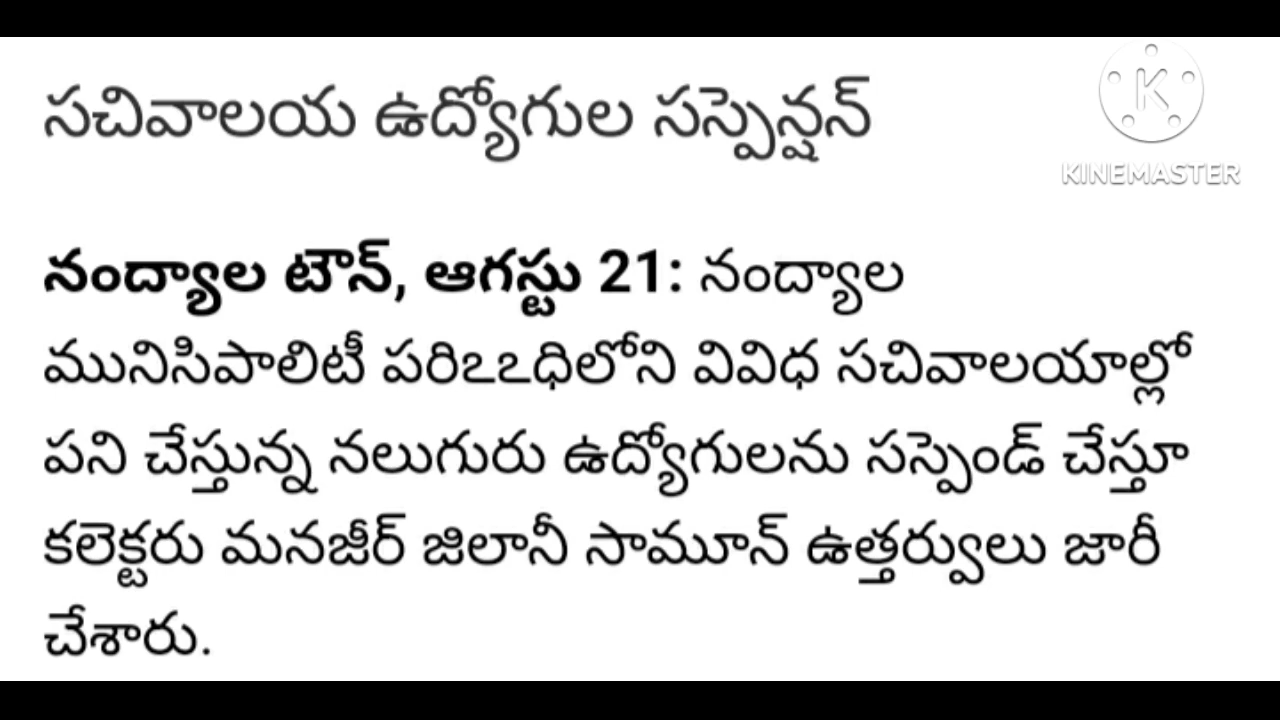 సచివాలయ ఉద్యోగుల సస్పెన్షన్
K
KINEMASTER
నంద్యాల టౌన్, ఆగస్టు 21: నంద్యాల
మునిసిపాలిటీ పరిఽఽధిలోని వివిధ సచివాలయాల్లో
పని చేస్తున్న నలుగురు ఉద్యోగులను సస్పెండ్ చేస్తూ
కలెక్టరు మనజీర్ జిలానీ సామూన్ ఉత్తర్వులు జారీ
చేశారు.